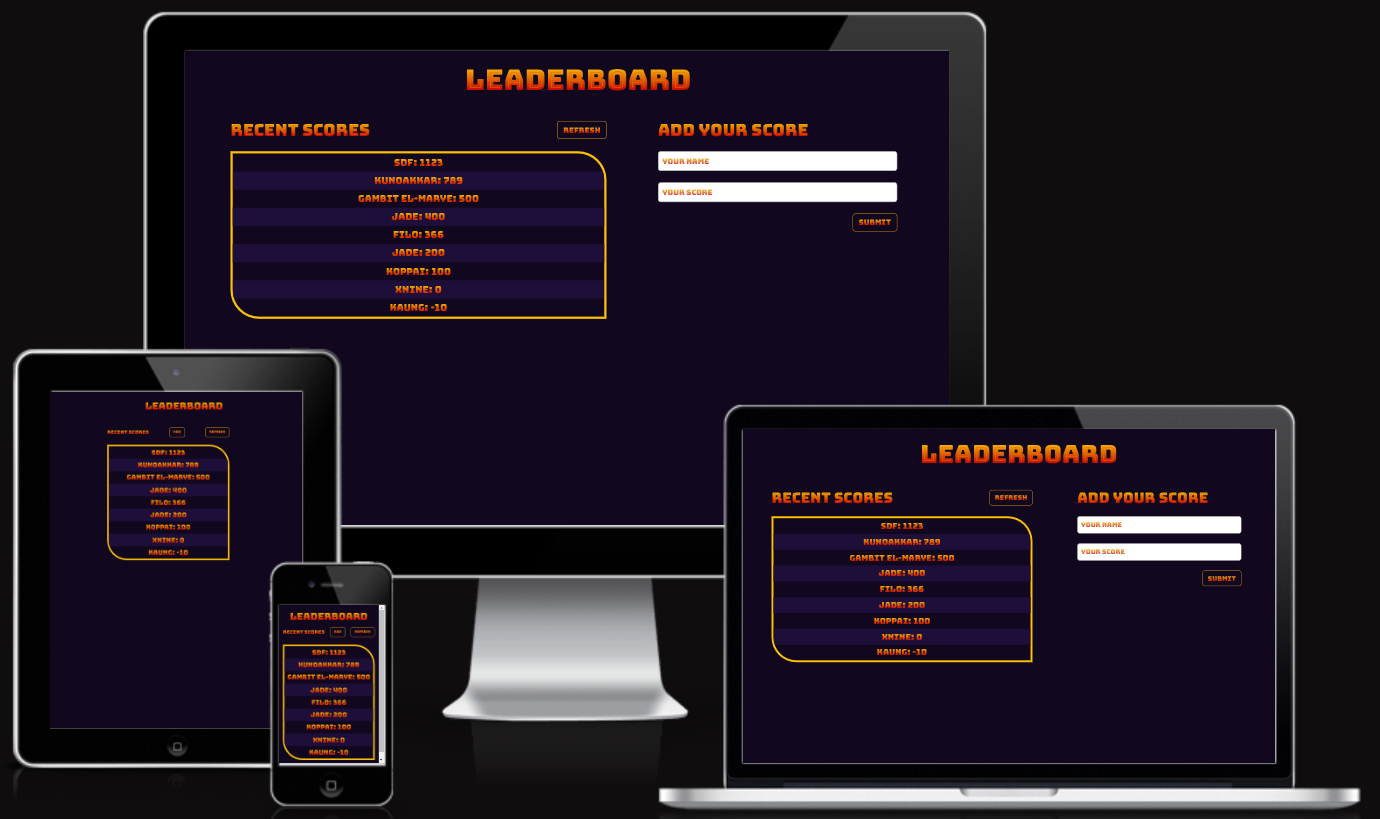 LEADERBOARD
RECENT SCORES
REFRESH
SDF: 1123
KUNOAKKAR: 789
GAMBIT EL-MARVE: 500
JADE: 400
FILO: 366
JADE: 200
KOPPAI: 100
XNINE: 0
KAUNG: -10
ADD YOUR SCORE
YOUR NAME
YOUR SCORE
SUBMIT
LEADERBOARD
RECENT SCORES
ADD
REFRESH
SDF: 1123
KUNOAKKAR: 789
GAMBIT EL-MARVE: 500
JADE: 400
FILO: 366
JADE: 200
KOPPAI: 100
XNINE: 0
KAUNG: -10
LEADERBOARD
RECENT SCORES
ADD
REFRESH
SDF: 1123
KUNOAKKAR: 789
GAMBIT EL-MARVE: 500
JADE: 400
FILO: 366
JADE: 200
KOPPAI: 100
XNINE: 0
KAUNG: -10
LEADERBOARD
RECENT SCORES
REFRESH
SDF: 1123
KUNOAKKAR: 789
GAMBIT EL-MARVE: 500
JADE: 400
FILO: 366
JADE: 200
KOPPAI: 100
XNINE: 0
KAUNG: -10
ADD YOUR SCORE
YOUR NAME
YOUR SCORE
SUBMIT